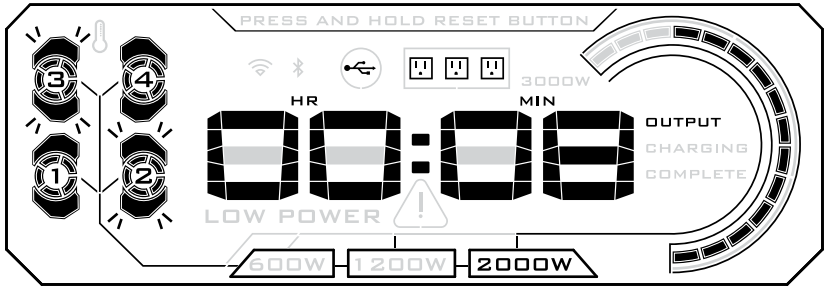 PRESS AND HOLD RESET BUTTON
3 4
3000W
HR MIN
00:08
OUTPUT
CHARGING
COMPLETE
1 2
LOW POWER !
600W 1200W 2000W